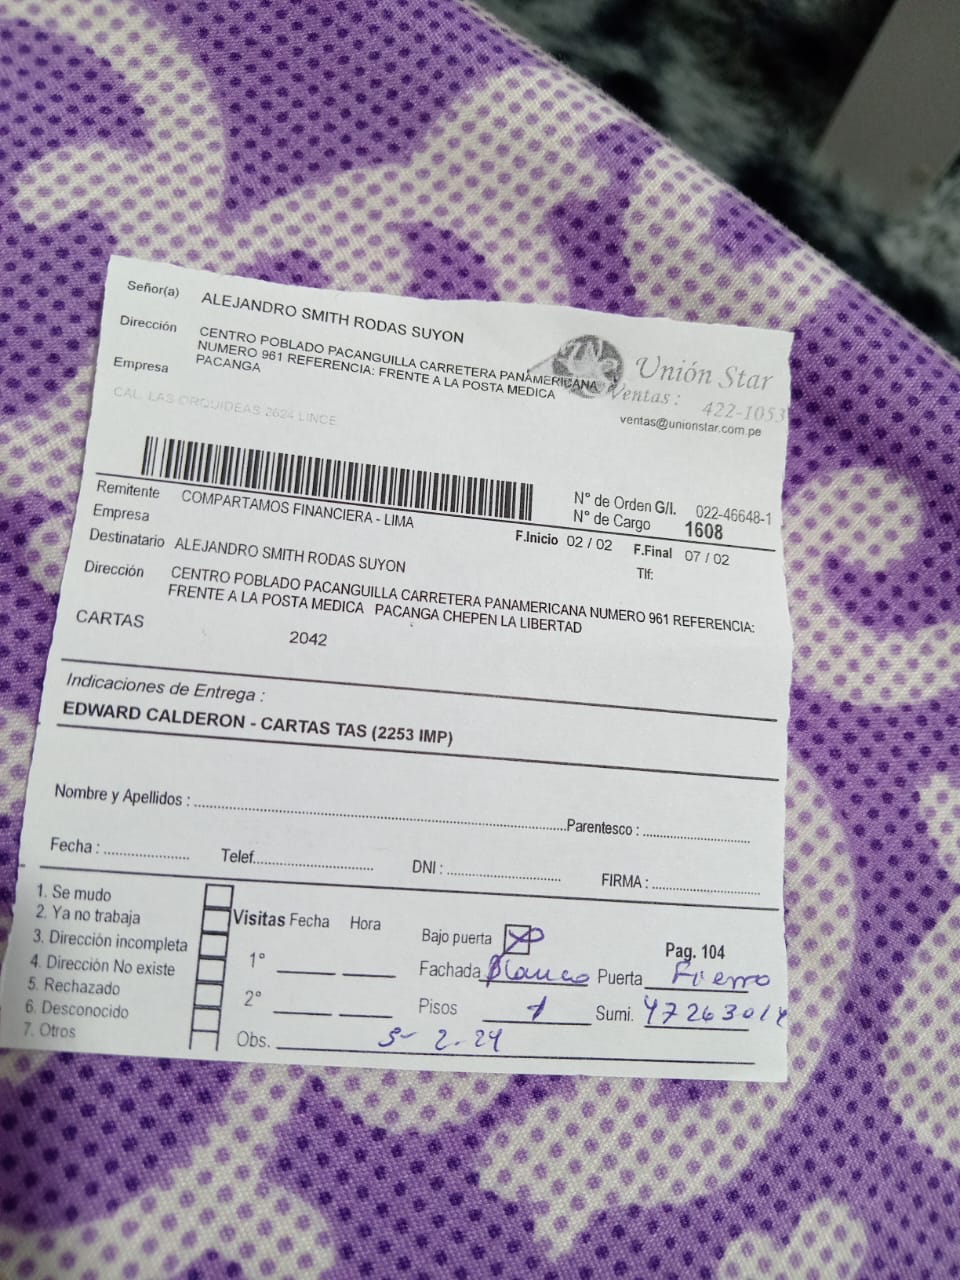 Señor(a) ALEJANDRO SMITH RODAS SUYON
Dirección CENTRO POBLADO PACANGUILLA CARRETERA PANAMERICANA
NUMERO 961 REFERENCIA: FRENTE A LA POSTA MEDICA
PACANGA
Empresa
CAL. LAS ORQUIDEAS 2624 LINCE
Unión Star
Ventas: 422-1053
ventas@unionstar.com.pe
N° de Orden G/I. 022-46648-1
N° de Cargo 1608
Remitente COMPARTAMOS FINANCIERA - LIMA
Empresa
F.Inicio 02 / 02 F.Final 07 / 02
Destinatario ALEJANDRO SMITH RODAS SUYON
Tlf:
Dirección CENTRO POBLADO PACANGUILLA CARRETERA PANAMERICANA NUMERO 961 REFERENCIA:
FRENTE A LA POSTA MEDICA PACANGA CHEPEN LA LIBERTAD
CARTAS 2042
Indicaciones de Entrega :
EDWARD CALDERON - CARTAS TAS (2253 IMP)
Nombre y Apellidos : Parentesco :
Fecha : Telef. DNI : FIRMA :
1. Se mudo
2. Ya no trabaja
3. Dirección incompleta
4. Dirección No existe
5. Rechazado
6. Desconocido
7. Otros
Visitas Fecha Hora
1°
2°
Bajo puerta Pag. 104
Fachada Blanco Puerta Fierro
Pisos 1 Sumi. 47263014
Obs. 5- 2-24